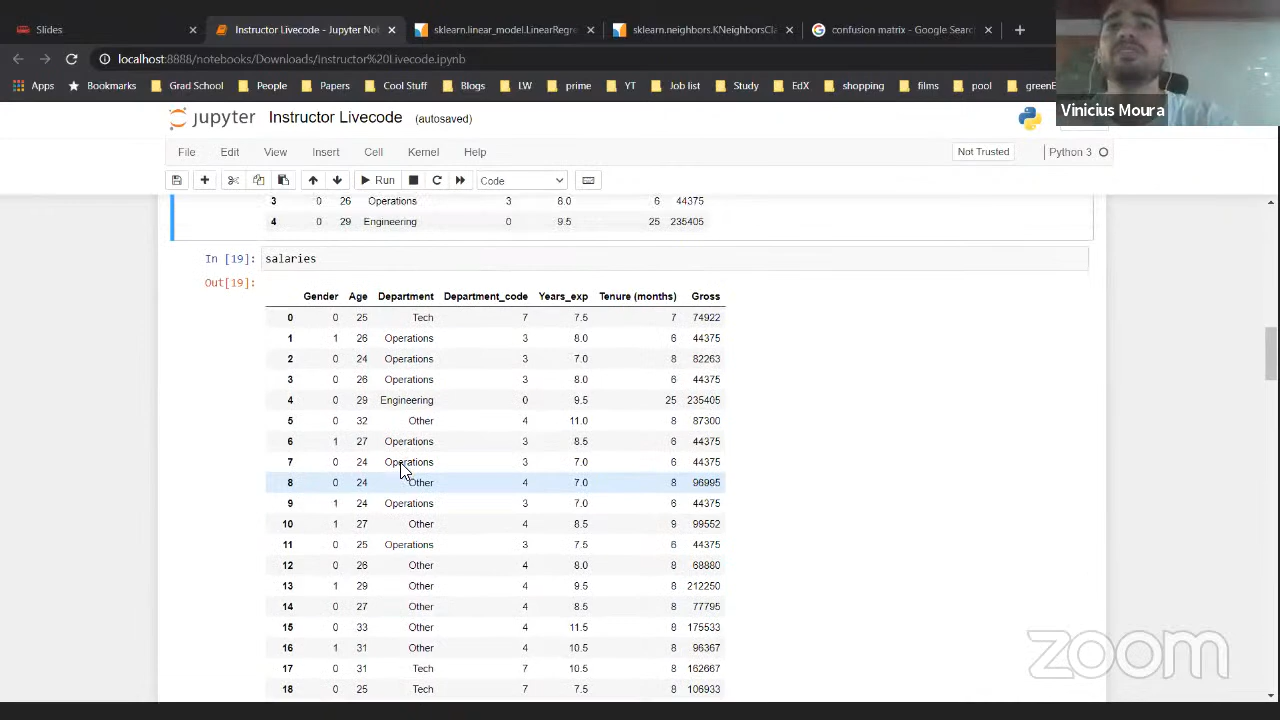 Slides
Instructor Livecode - Jupyter Not
sklearn.linear_model.LinearRegre
sklearn.neighbors.KNeighborsCla
confusion matrix - Google Searc
localhost:8888/notebooks/Downloads/Instructor%20Livecode.ipynb
Apps Bookmarks Grad School People Papers Cool Stuff Blogs LW prime YT Job list Study EdX shopping films pool greenE
Vinicius Moura
jupyter Instructor Livecode (autosaved)
File Edit View Insert Cell Kernel Help Not Trusted Python 3
Run Code
3 0 26 Operations 3 8.0 6 44375
4 0 29 Engineering 0 9.5 25 235405
In [19]: salaries
Out[19]:
Gender Age Department Department_code Years_exp Tenure (months) Gross
0 0 25 Tech 7 7.5 7 74922
1 1 26 Operations 3 8.0 6 44375
2 0 24 Operations 3 7.0 8 82263
3 0 26 Operations 3 8.0 6 44375
4 0 29 Engineering 0 9.5 25 235405
5 0 32 Other 4 11.0 8 87300
6 1 27 Operations 3 8.5 6 44375
7 0 24 Operations 3 7.0 6 44375
8 0 24 Other 4 7.0 8 96995
9 1 24 Operations 3 7.0 6 44375
10 1 27 Other 4 8.5 9 99552
11 0 25 Operations 3 7.5 6 44375
12 0 26 Other 4 8.0 8 68880
13 1 29 Other 4 9.5 8 212250
14 0 27 Other 4 8.5 8 77795
15 0 33 Other 4 11.5 8 175533
16 1 31 Other 4 10.5 8 96367
17 0 31 Tech 7 10.5 8 162667
18 0 25 Tech 7 7.5 8 106933
zoom